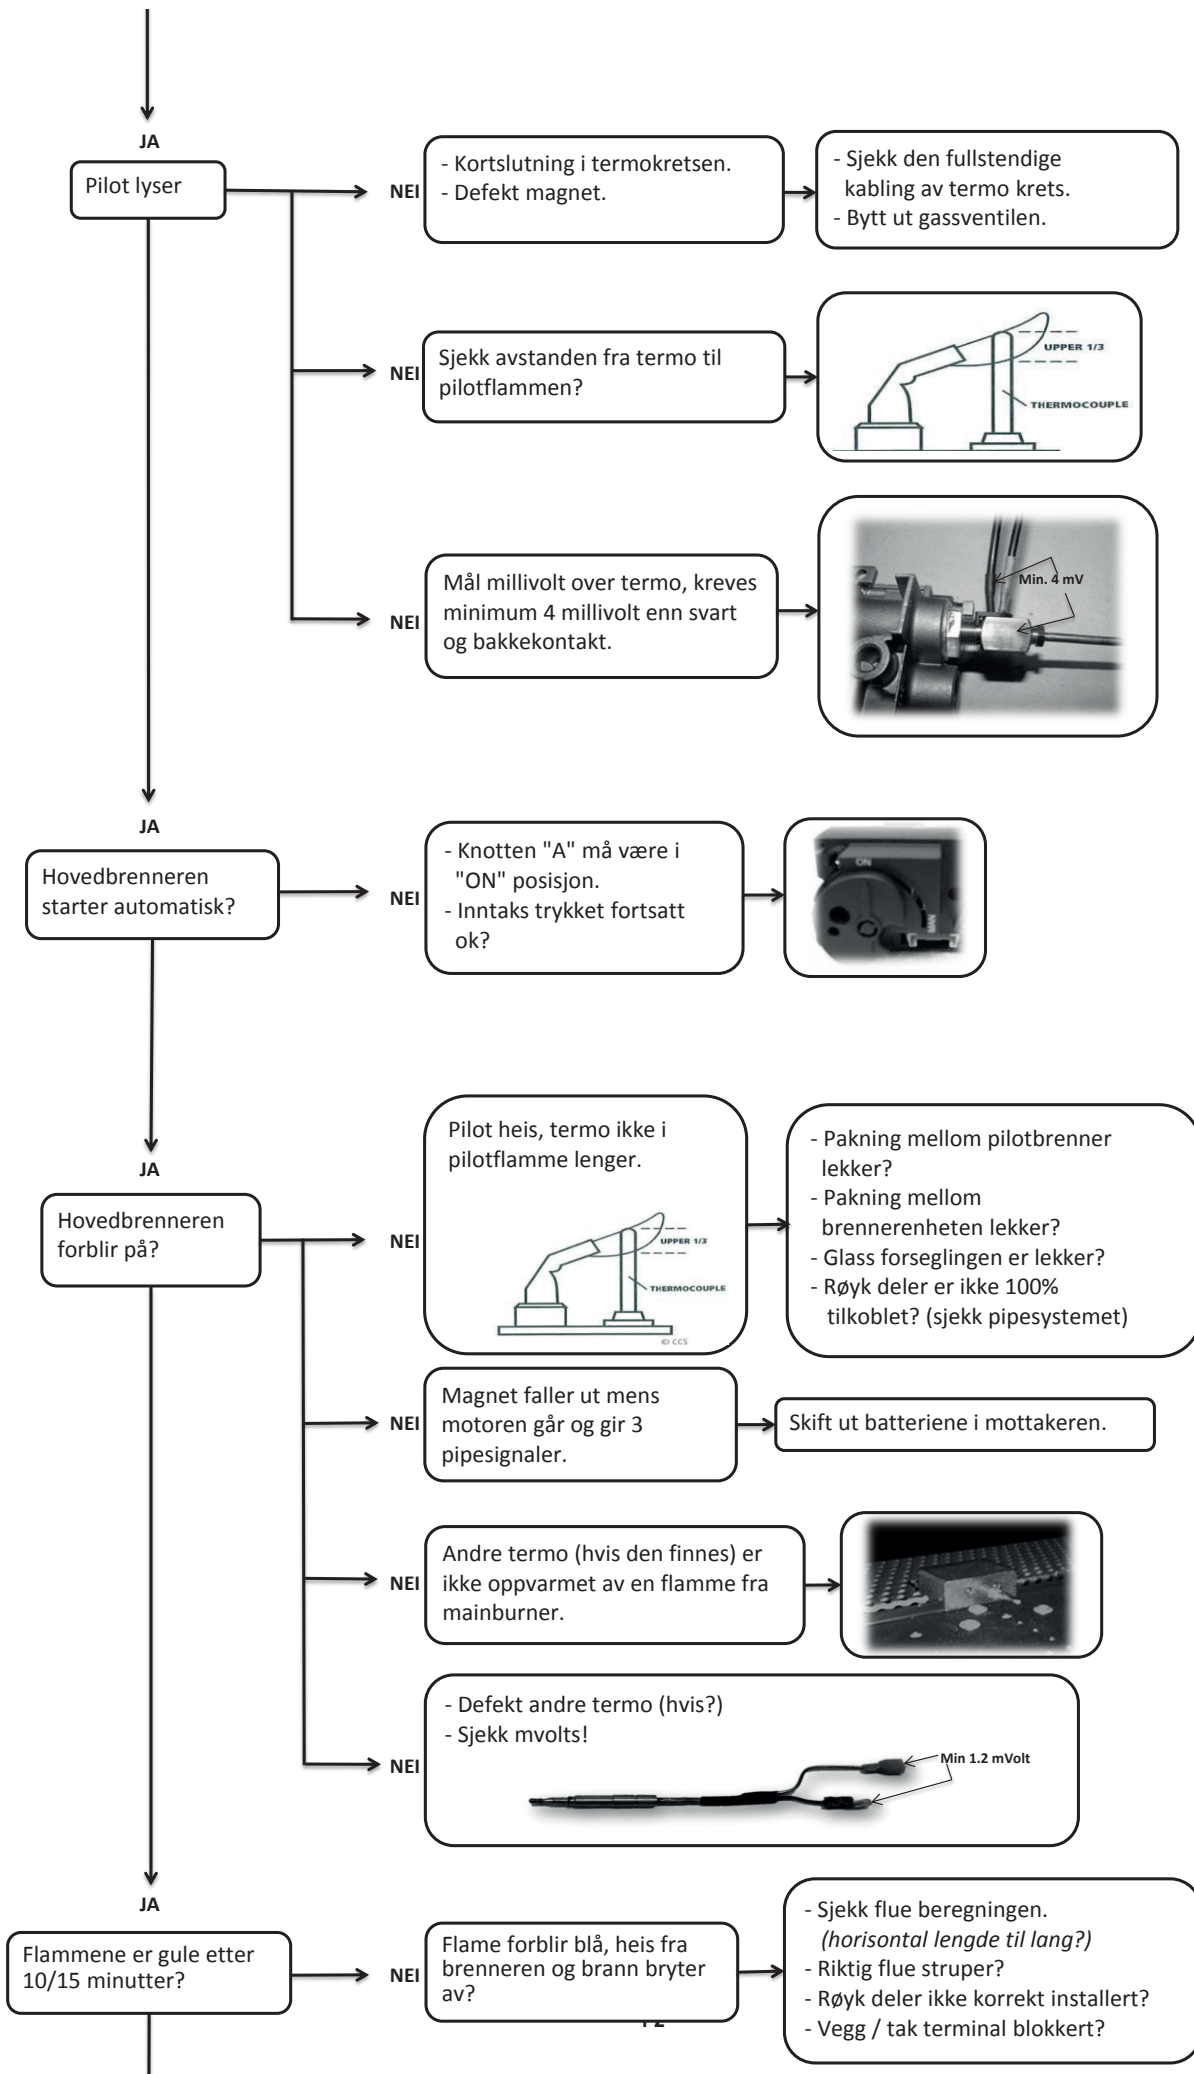 JA
Pilot lyser
NEI
- Kortslutning i termokretsen.
- Defekt magnet.
- Sjekk den fullstendige
kabling av termo krets.
- Bytt ut gassventilen.
NEI
Sjekk avstanden fra termo til
pilotflammen?
UPPER 1/3
THERMOCOUPLE
NEI
Mål millivolt over termo, kreves
minimum 4 millivolt enn svart
og bakkekontakt.
Min. 4 mV
JA
Hovedbrenneren
starter automatisk?
NEI
- Knotten "A" må være i
"ON" posisjon.
- Inntaks trykket fortsatt
ok?
ON
MAN
JA
Hovedbrenneren
forblir på?
NEI
Pilot heis, termo ikke i
pilotflamme lenger.
UPPER 1/3
THERMOCOUPLE
© CCS
- Pakning mellom pilotbrenner
lekker?
- Pakning mellom
brennerenheten lekker?
- Glass forseglingen er lekker?
- Røyk deler er ikke 100%
tilkoblet? (sjekk pipesystemet)
NEI
Magnet faller ut mens
motoren går og gir 3
pipesignaler.
Skift ut batteriene i mottakeren.
NEI
Andre termo (hvis den finnes) er
ikke oppvarmet av en flamme fra
mainburner.
NEI
- Defekt andre termo (hvis?)
- Sjekk mvolts!
Min 1.2 mVolt
JA
Flammene er gule etter
10/15 minutter?
NEI
Flame forblir blå, heis fra
brenneren og brann bryter
av?
- Sjekk flue beregningen.
(horisontal lengde til lang?)
- Riktig flue struper?
- Røyk deler ikke korrekt installert?
- Vegg / tak terminal blokkert?